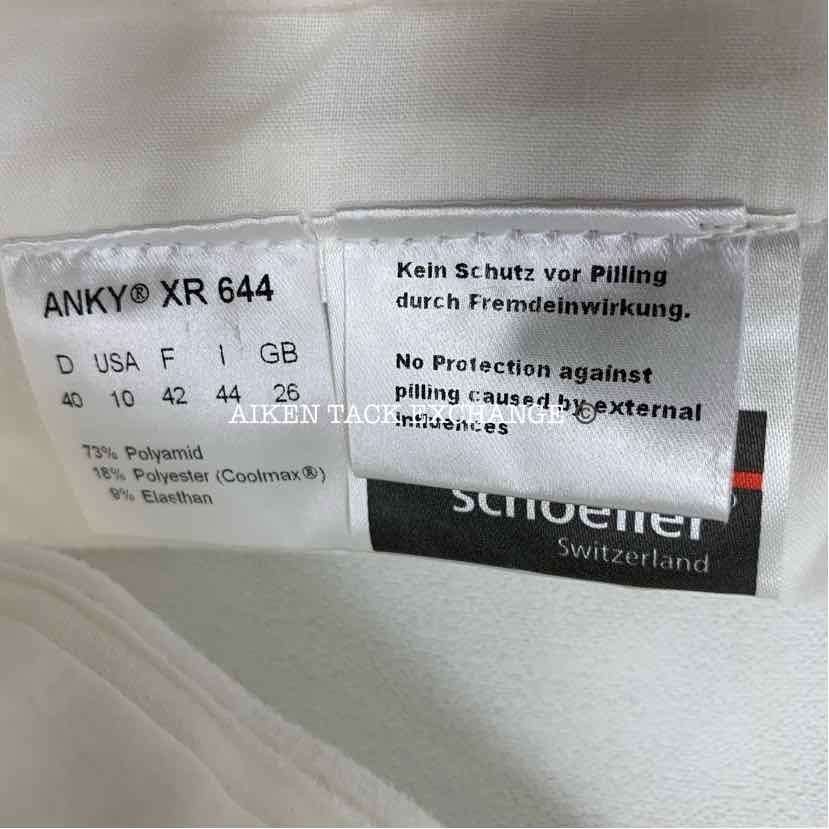 ANKY® XR 644
D USA F I GB
40 10 42 44 26
73% Polyamid
18% Polyester (Coolmax®)
9% Elasthan
Kein Schutz vor Pilling
durch Fremdeinwirkung.
No Protection against
pilling caused by external
influences
AIKEN TACK EXCHANGE ©
schoeller®
Switzerland